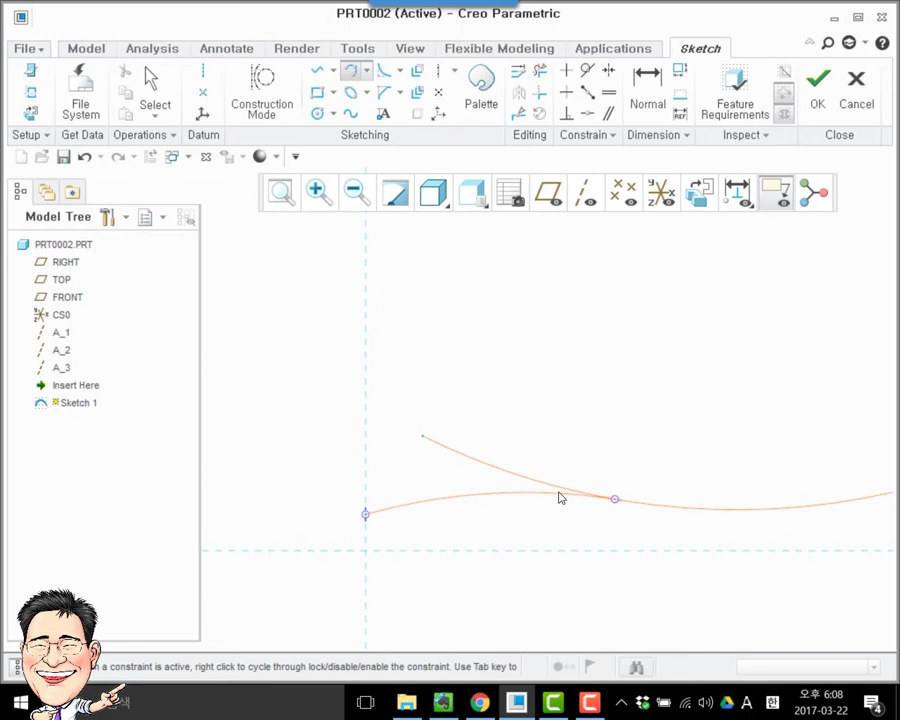 PRT0002 (Active) - Creo Parametric
File
Model
Analysis
Annotate
Render
Tools
View
Flexible Modeling
Applications
Sketch
File
System
Select
Construction
Mode
Palette
Normal
Feature
Requirements
OK
Cancel
Setup
Get Data
Operations
Datum
Sketching
Editing
Constrain
Dimension
Inspect
Close
Model Tree
PRT0002.PRT
RIGHT
TOP
FRONT
CS0
A_1
A_2
A_3
Insert Here
Sketch 1
a constraint is active, right click to cycle through lock/disable/enable the constraint. Use Tab key to
A
한
오후 6:08
2017-03-22
4